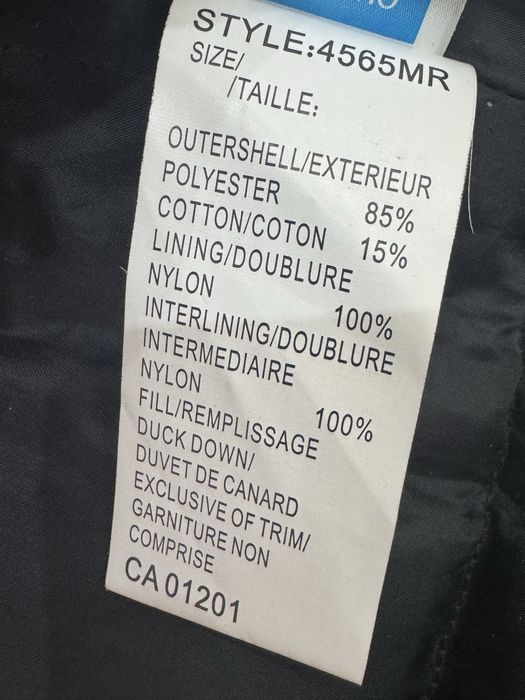 STYLE:4565MR
SIZE/
/TAILLE:
OUTERSHELL/EXTERIEUR
POLYESTER 85%
COTTON/COTON 15%
LINING/DOUBLURE
NYLON 100%
INTERLINING/DOUBLURE
INTERMEDIAIRE
NYLON 100%
FILL/REMPLISSAGE
DUCK DOWN/
DUVET DE CANARD
EXCLUSIVE OF TRIM/
GARNITURE NON
COMPRISE
CA 01201